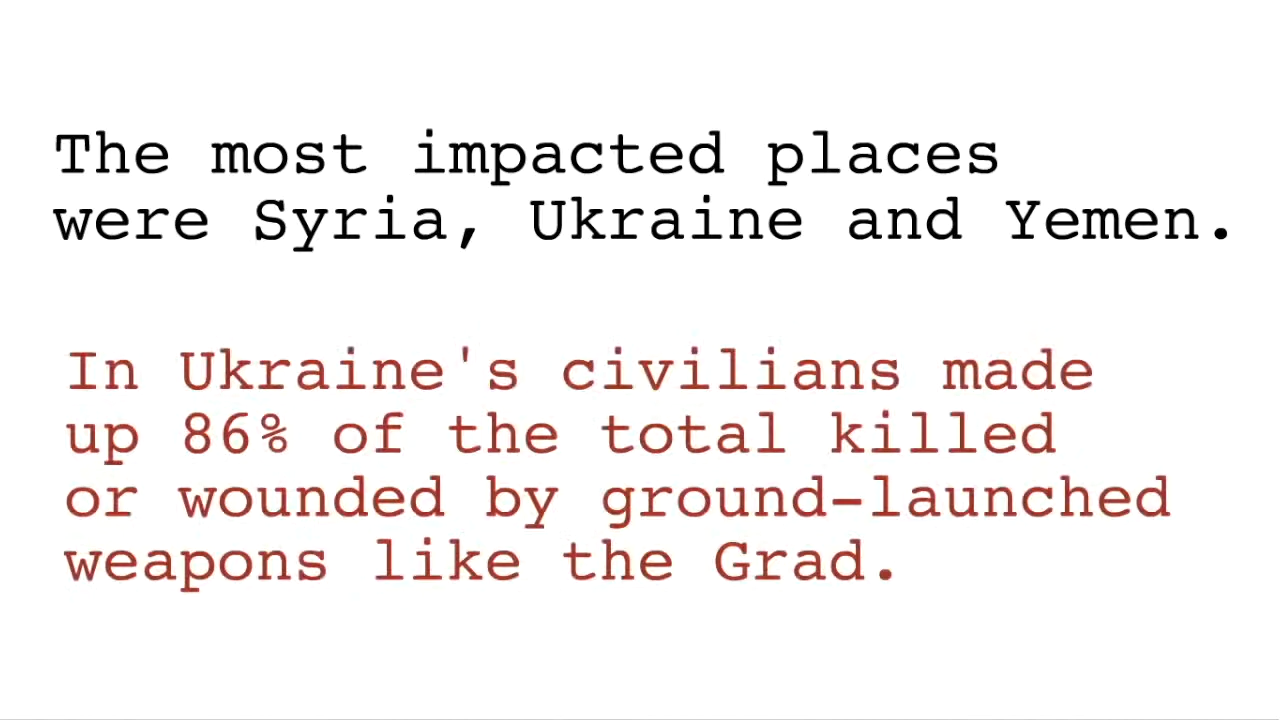 The most impacted places
were Syria, Ukraine and Yemen.
In Ukraine's civilians made
up 86% of the total killed
or wounded by ground-launched
weapons like the Grad.